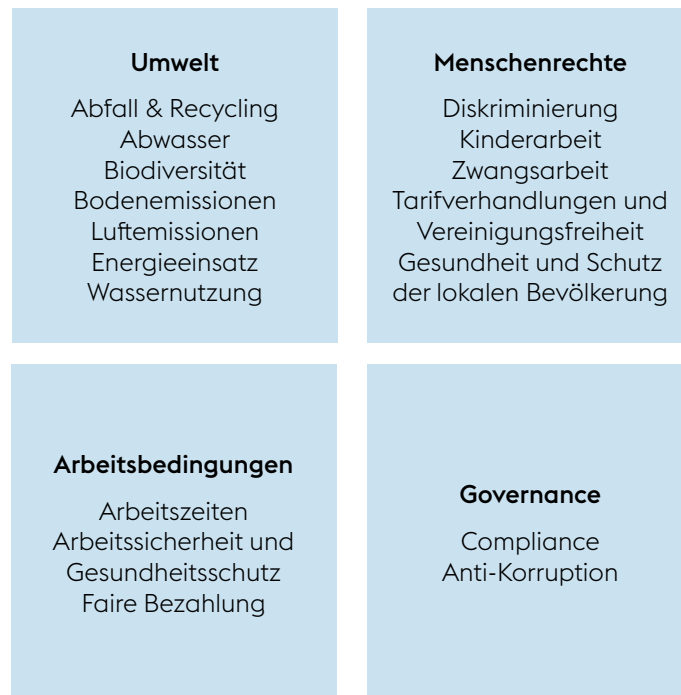 Umwelt
Abfall & Recycling
Abwasser
Biodiversität
Bodenemissionen
Luftemissionen
Energieeinsatz
Wassernutzung
Menschenrechte
Diskriminierung
Kinderarbeit
Zwangsarbeit
Tarifverhandlungen und
Vereinigungsfreiheit
Gesundheit und Schutz
der lokalen Bevölkerung
Arbeitsbedingungen
Arbeitszeiten
Arbeitssicherheit und
Gesundheitsschutz
Faire Bezahlung
Governance
Compliance
Anti-Korruption